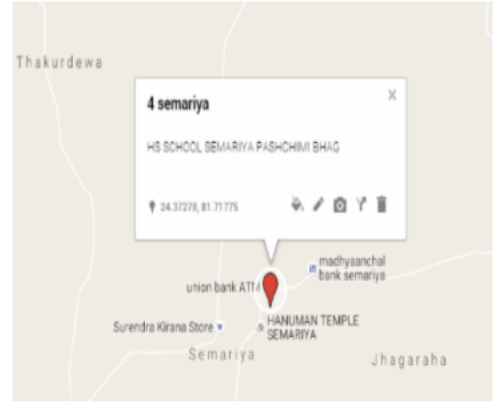 Thakurdewa
4 semariya
HS SCHOOL SEMARIYA PASHCHIMI BHAG
24.37278, 81.71775
madhyaanchal
bank semariya
union bank ATM
HANUMAN TEMPLE
SEMARIYA
Surendra Kirana Store
Semariya
Jhagaraha